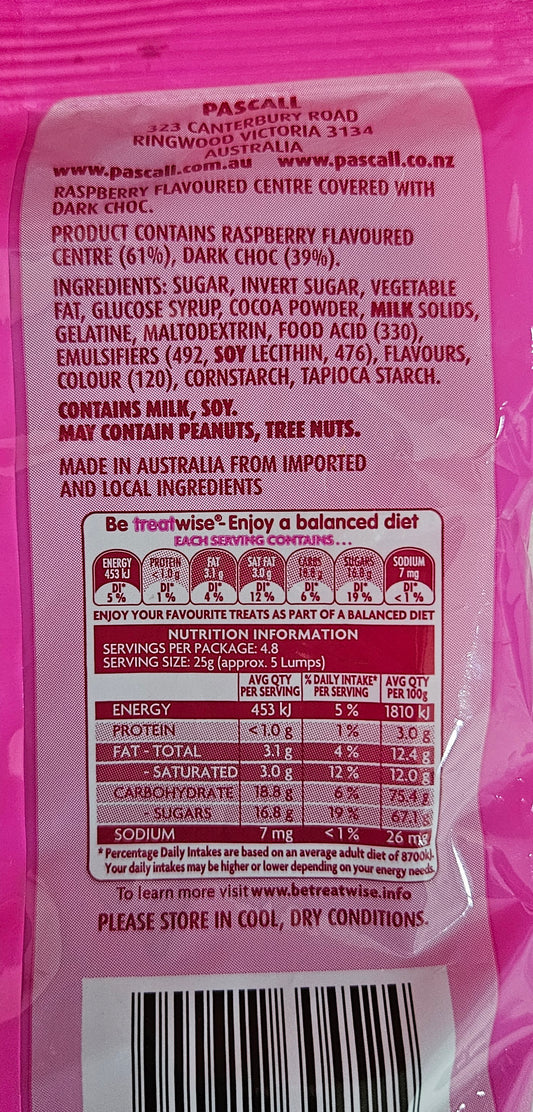 PASCALL
323 CANTERBURY ROAD
RINGWOOD VICTORIA 3134
AUSTRALIA
www.pascall.com.au www.pascall.co.nz
RASPBERRY FLAVOURED CENTRE COVERED WITH
DARK CHOC.
PRODUCT CONTAINS RASPBERRY FLAVOURED
CENTRE (61%), DARK CHOC (39%).
INGREDIENTS: SUGAR, INVERT SUGAR, VEGETABLE
FAT, GLUCOSE SYRUP, COCOA POWDER, MILK SOLIDS,
GELATINE, MALTODEXTRIN, FOOD ACID (330),
EMULSIFIERS (492, SOY LECITHIN, 476), FLAVOURS,
COLOUR (120), CORNSTARCH, TAPIOCA STARCH.
CONTAINS MILK, SOY.
MAY CONTAIN PEANUTS, TREE NUTS.
MADE IN AUSTRALIA FROM IMPORTED
AND LOCAL INGREDIENTS
Be treatwise®- Enjoy a balanced diet
EACH SERVING CONTAINS...
ENERGY PROTEIN FAT SAT FAT CARBS SUGARS SODIUM
453 kJ <1.0 g 3.1 g 3.0 g 18.8 g 16.8 g 7 mg
DI* DI* DI* DI* DI* DI* DI*
5 % 1 % 4 % 12 % 6 % 19 % <1 %
ENJOY YOUR FAVOURITE TREATS AS PART OF A BALANCED DIET
NUTRITION INFORMATION
SERVINGS PER PACKAGE: 4.8
SERVING SIZE: 25g (approx. 5 Lumps)
AVG QTY % DAILY INTAKE* AVG QTY
PER SERVING PER SERVING PER 100g
ENERGY 453 kJ 5 % 1810 kJ
PROTEIN <1.0 g 1 % 3.0 g
FAT - TOTAL 3.1 g 4 % 12.4 g
- SATURATED 3.0 g 12 % 12.0 g
CARBOHYDRATE 18.8 g 6 % 75.4 g
- SUGARS 16.8 g 19 % 67.1 g
SODIUM 7 mg <1 % 26 mg
* Percentage Daily Intakes are based on an average adult diet of 8700kJ.
Your daily intakes may be higher or lower depending on your energy needs.
To learn more visit www.betreatwise.info
PLEASE STORE IN COOL, DRY CONDITIONS.